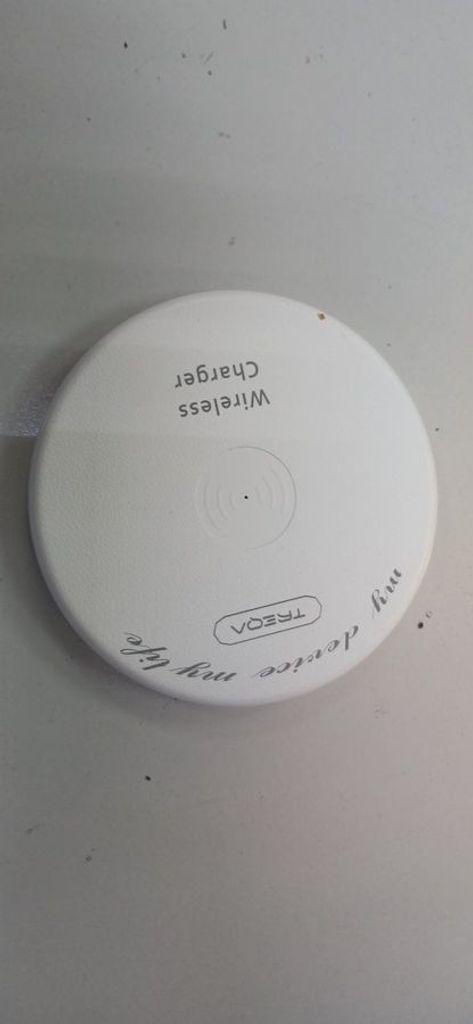 my device my life
TREQA
Wireless
Charger